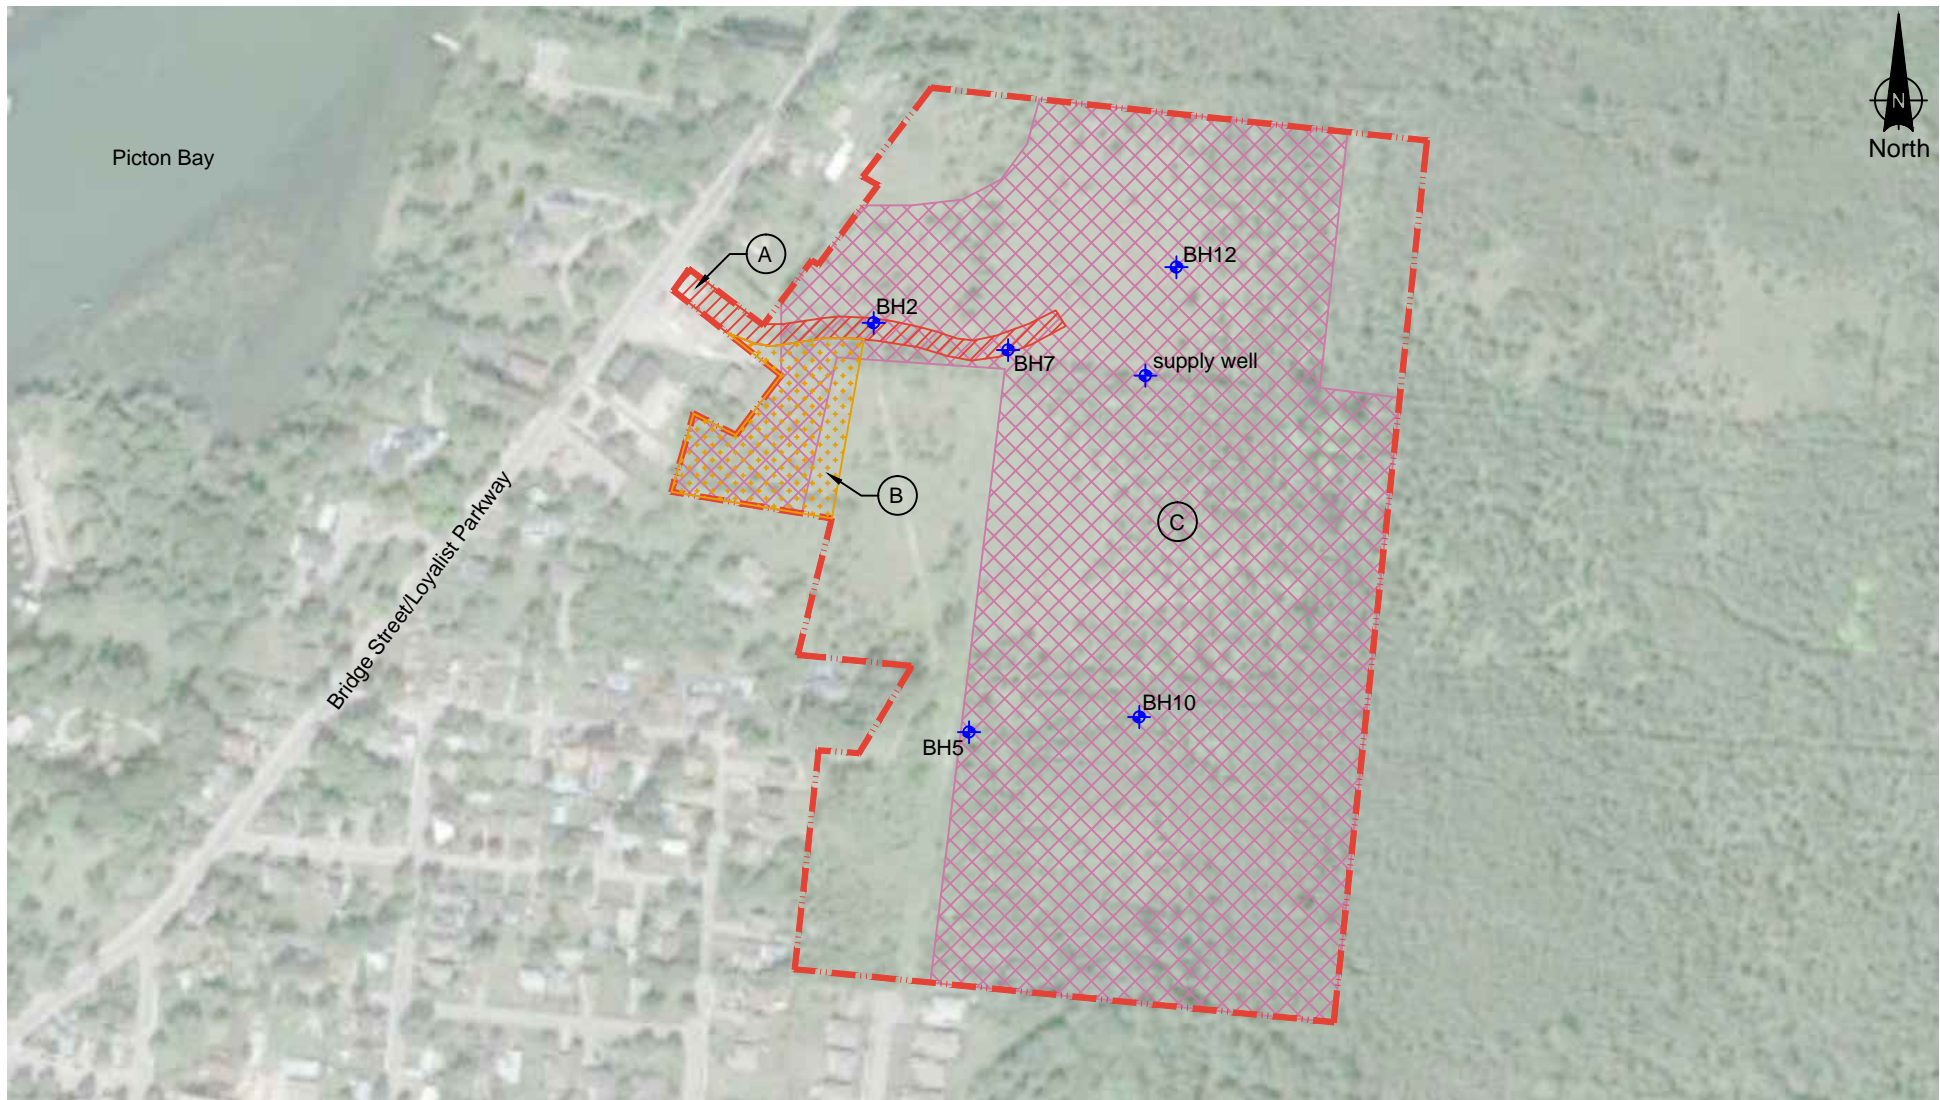 Picton Bay
N
North
A
BH12
BH2
BH7
supply well
B
C
Bridge Street/Loyalist Parkway
BH10
BH5